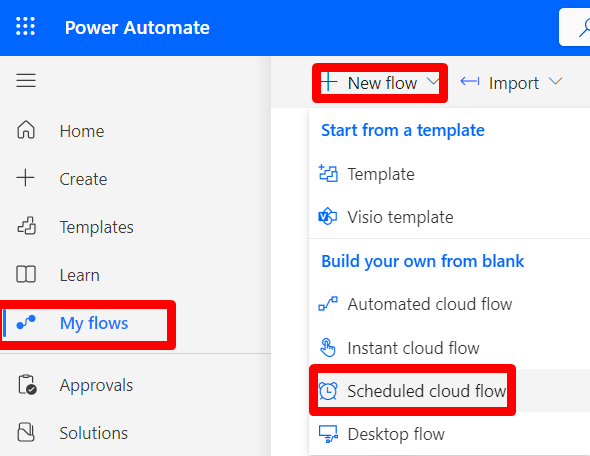 Power Automate
New flow
Import
Home
Create
Templates
Learn
My flows
Approvals
Solutions
Start from a template
Template
Visio template
Build your own from blank
Automated cloud flow
Instant cloud flow
Scheduled cloud flow
Desktop flow